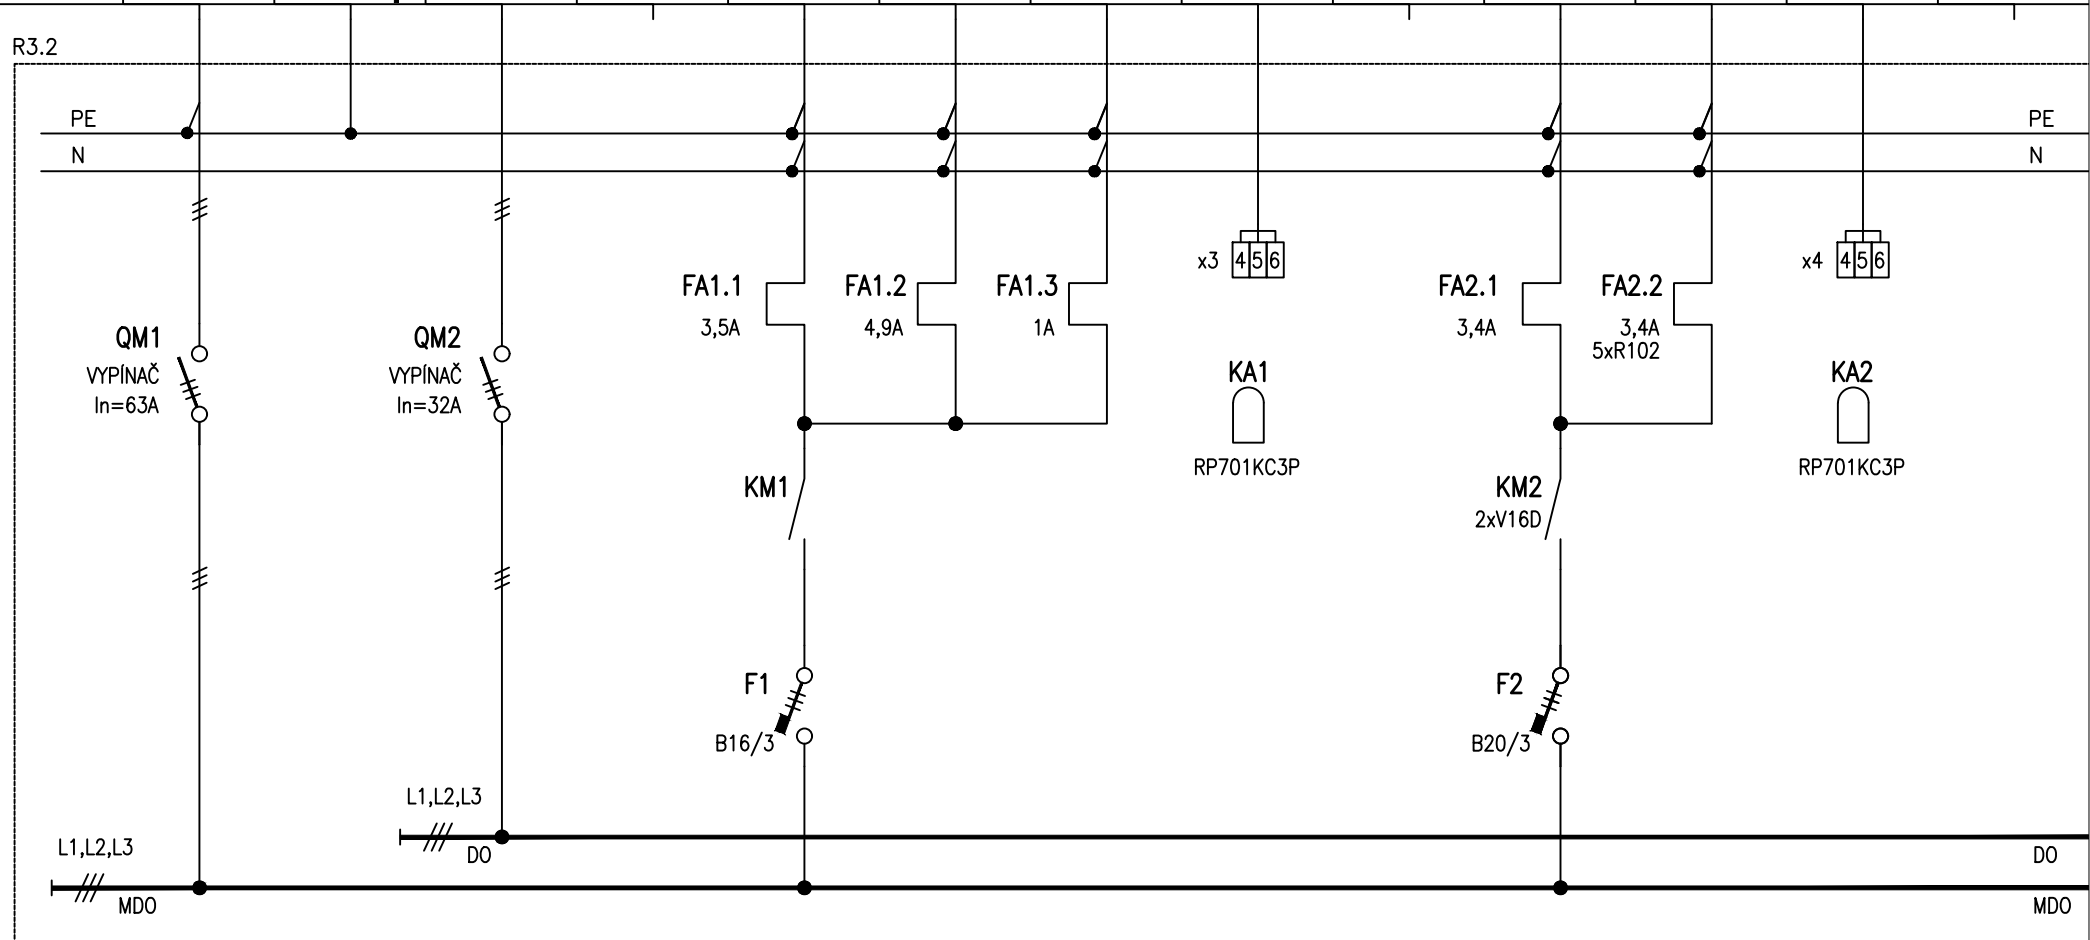 R3.2
PE
PE
N
N
x3
4 5 6
x4
4 5 6
FA1.1
3,5A
FA1.2
4,9A
FA1.3
1A
FA2.1
3,4A
FA2.2
3,4A
5xR102
QM1
VYPÍNAČ
In=63A
QM2
VYPÍNAČ
In=32A
KA1
RP701KC3P
KA2
RP701KC3P
KM1
KM2
2xV16D
F1
B16/3
F2
B20/3
L1,L2,L3
DO
DO
L1,L2,L3
MDO
MDO